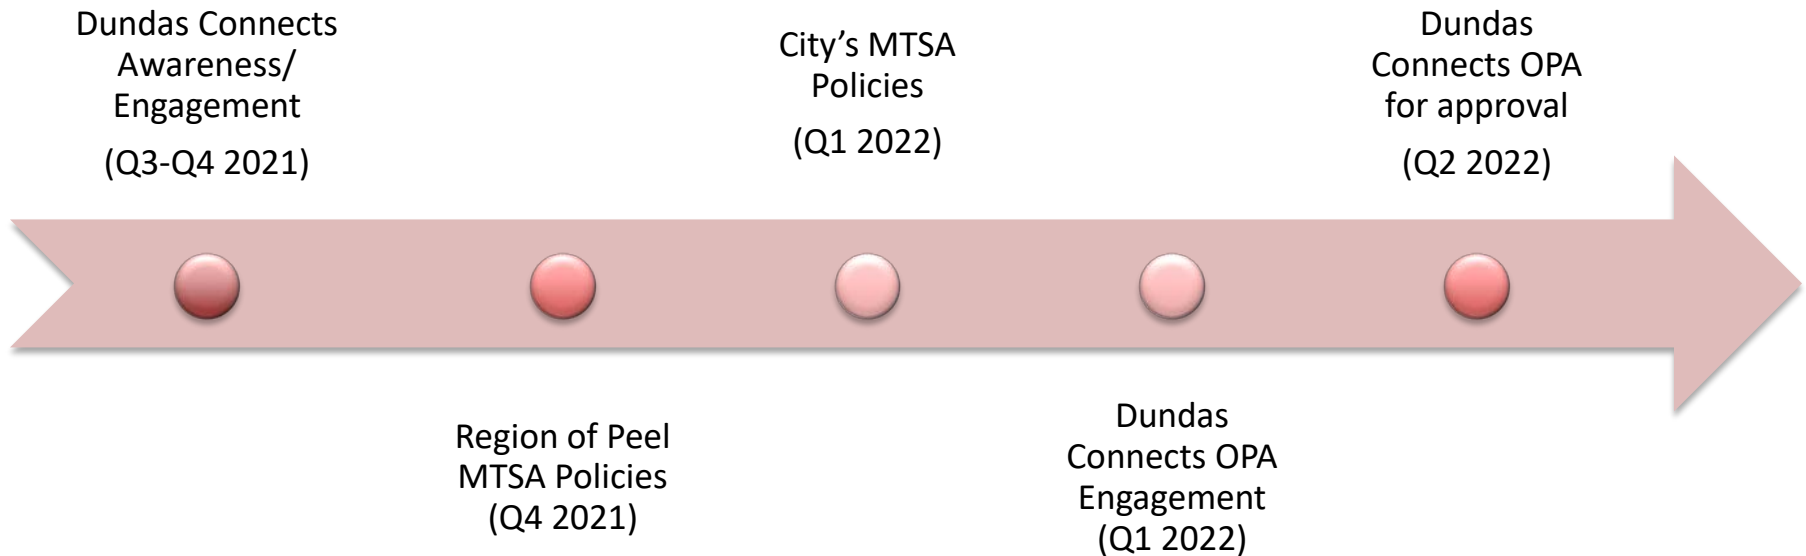 Dundas Connects
Awareness/
Engagement
(Q3-Q4 2021)
Region of Peel
MTSA Policies
(Q4 2021)
City’s MTSA
Policies
(Q1 2022)
Dundas
Connects OPA
Engagement
(Q1 2022)
Dundas
Connects OPA
for approval
(Q2 2022)